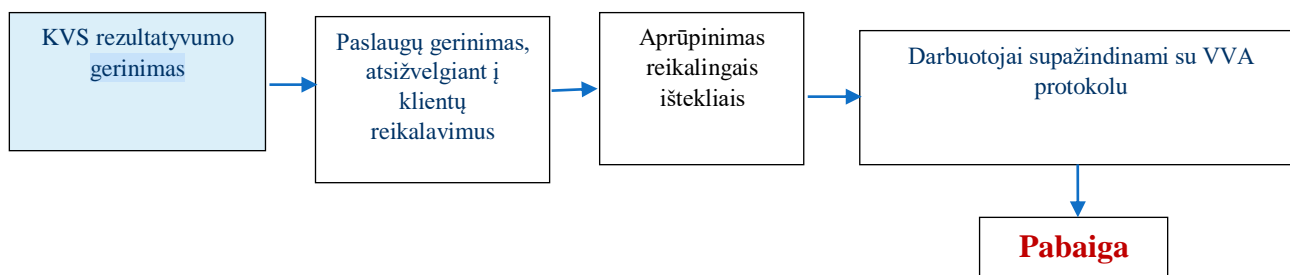 KVS rezultatyvumo
gerinimas
Paslaugų gerinimas,
atsižvelgiant į
klientų
reikalavimus
Aprūpinimas
reikalingais
ištekliais
Darbuotojai supažindinami su VVA
protokolu
Pabaiga